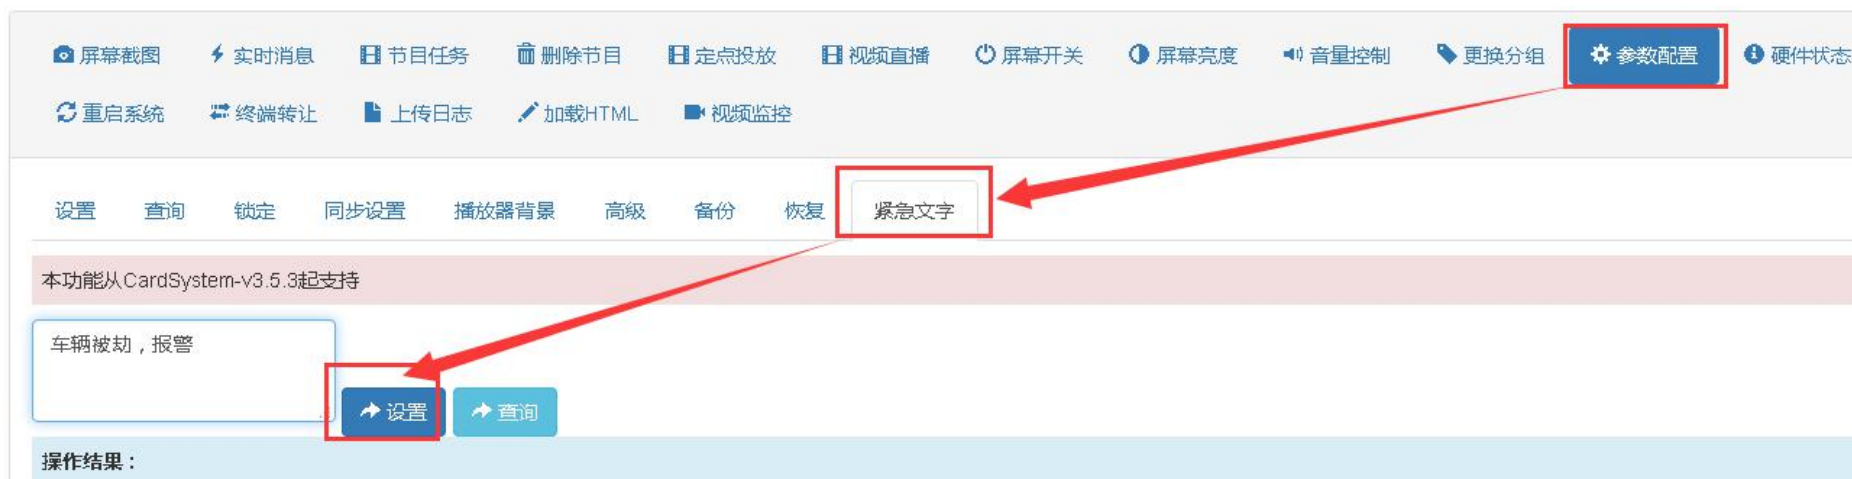 屏幕截图 实时消息 节目任务 删除节目 定点投放 视频直播 屏幕开关 屏幕亮度 音量控制 更换分组 参数配置 硬件状态
重启系统 终端转让 上传日志 加载HTML 视频监控
设置 查询 锁定 同步设置 播放器背景 高级 备份 恢复 紧急文字
本功能从CardSystem-v3.5.3起支持
车辆被劫，报警
设置 查询
操作结果：